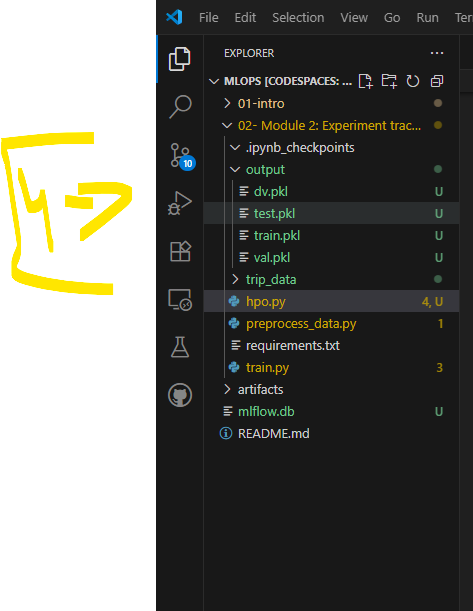 File Edit Selection View Go Run
EXPLORER ...
MLOPS [CODESPACES: ...
01-intro
02- Module 2: Experiment trac...
.ipynb_checkpoints
output
dv.pkl U
test.pkl U
train.pkl U
val.pkl U
trip_data
hpo.py 4, U
preprocess_data.py 1
requirements.txt
train.py 3
artifacts
mlflow.db U
README.md
10
4